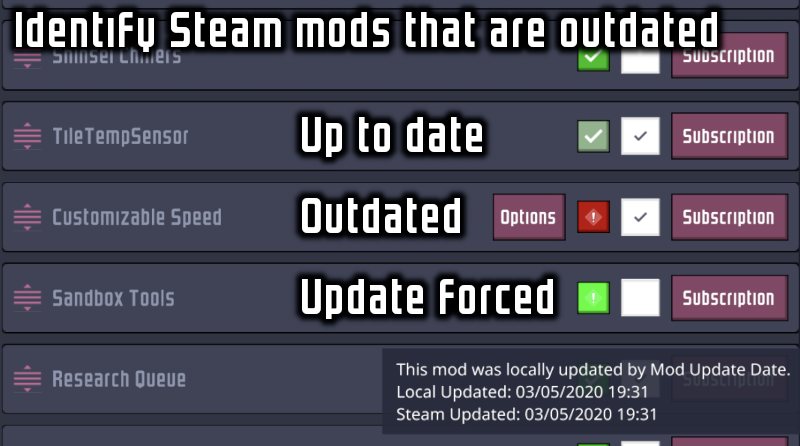 Identify Steam mods that are outdated
Subscription
TileTempSensor Up to date Subscription
Customizable Speed Outdated Options Subscription
Sandbox Tools Update Forced Subscription
Research Queue
This mod was locally updated by Mod Update Date.
Local Updated: 03/05/2020 19:31
Steam Updated: 03/05/2020 19:31